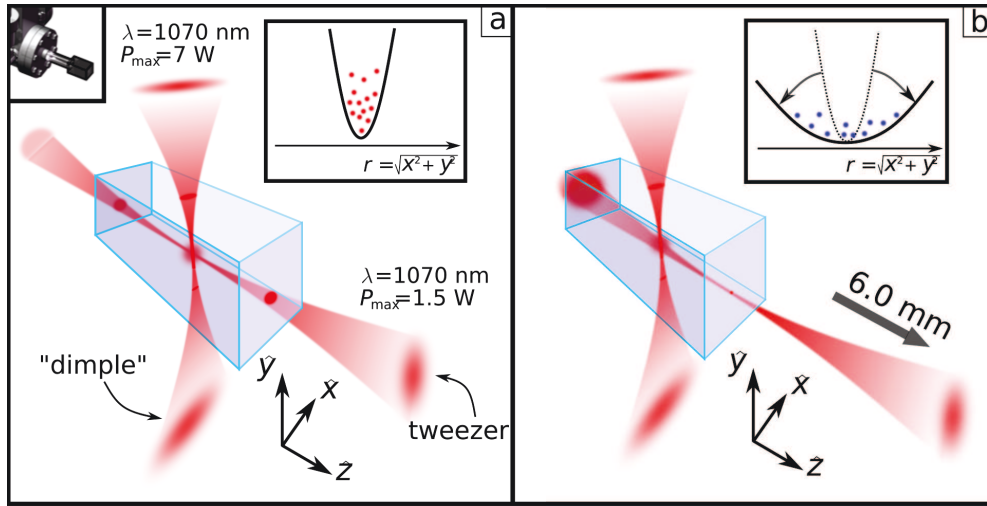 a
λ=1070 nm
Pmax=7 W
r=√x²+y²
λ=1070 nm
Pmax=1.5 W
"dimple"
tweezer
ŷ
x̂
ẑ
b
r=√x²+y²
6.0 mm
ŷ
x̂
ẑ